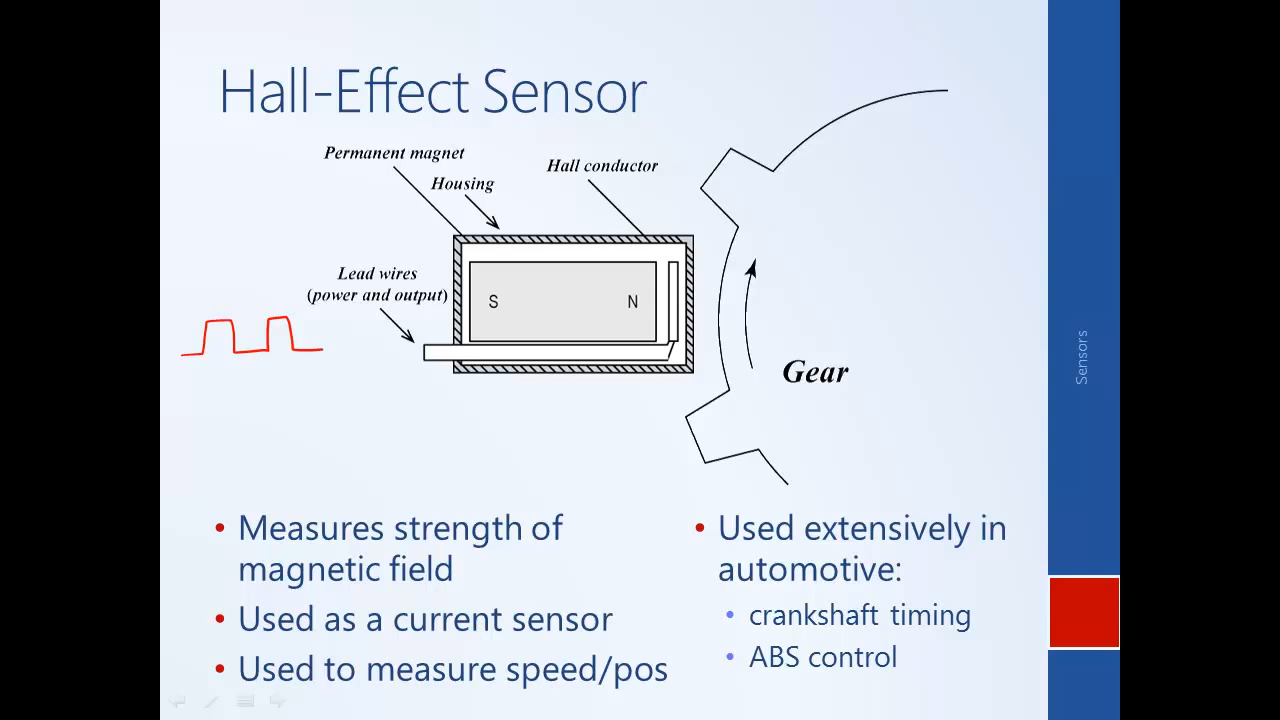 Hall-Effect Sensor
Permanent magnet
Housing
Hall conductor
Lead wires
(power and output)
S
N
Gear
Sensors
• Measures strength of
magnetic field
• Used as a current sensor
• Used to measure speed/pos
• Used extensively in
automotive:
• crankshaft timing
• ABS control